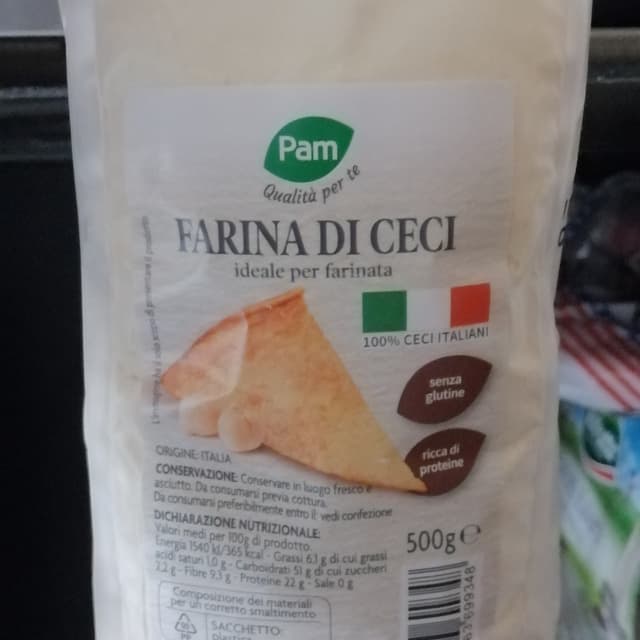 Pam
Qualità per te
FARINA DI CECI
ideale per farinata
100% CECI ITALIANI
senza
glutine
ricca di
proteine
ORIGINE: ITALIA
CONSERVAZIONE: Conservare in luogo fresco e
asciutto. Da consumarsi previa cottura.
Da consumarsi preferibilmente entro il: vedi confezione
DICHIARAZIONE NUTRIZIONALE:
Valori medi per 100g di prodotto.
Energia 1540 kJ/365 kcal - Grassi 6,1 g di cui grassi
acidi saturi 1,0 g - Carboidrati 51 g di cui zuccheri
2,2 g - Fibre 9,3 g - Proteine 22 g - Sale 0 g
500g ℮
Composizione dei materiali
per un corretto smaltimento
SACCHETTO: